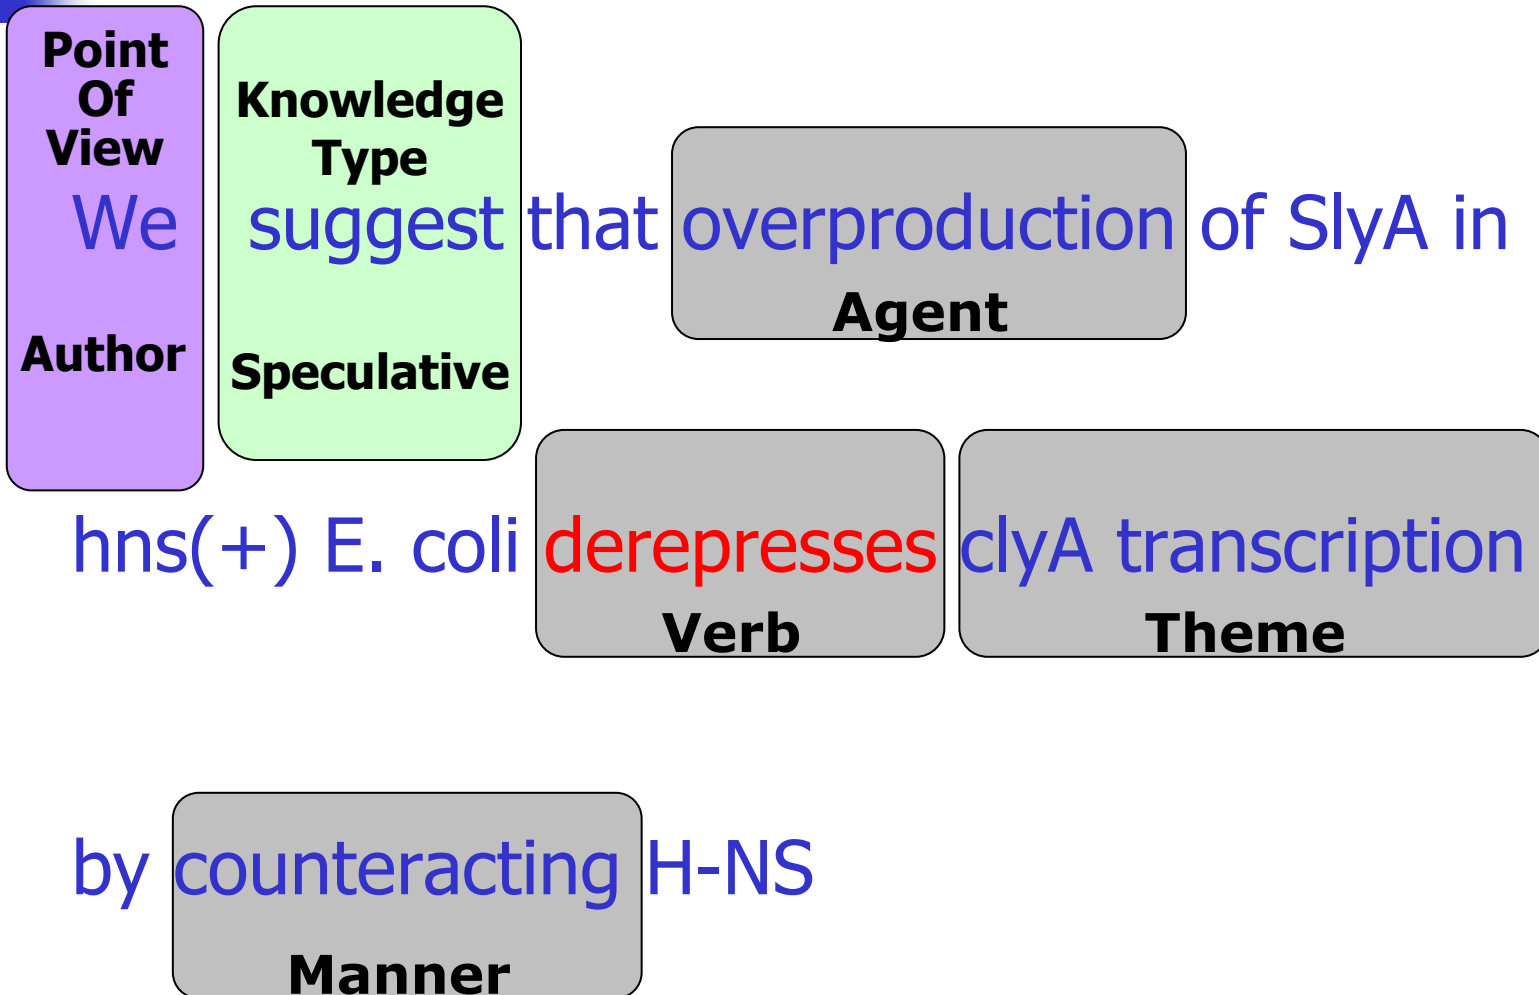 Point
Of
View
Knowledge
Type
We suggest that overproduction of SlyA in
Agent
Author
Speculative
hns(+) E. coli derepresses clyA transcription
Verb
Theme
by counteracting H-NS
Manner